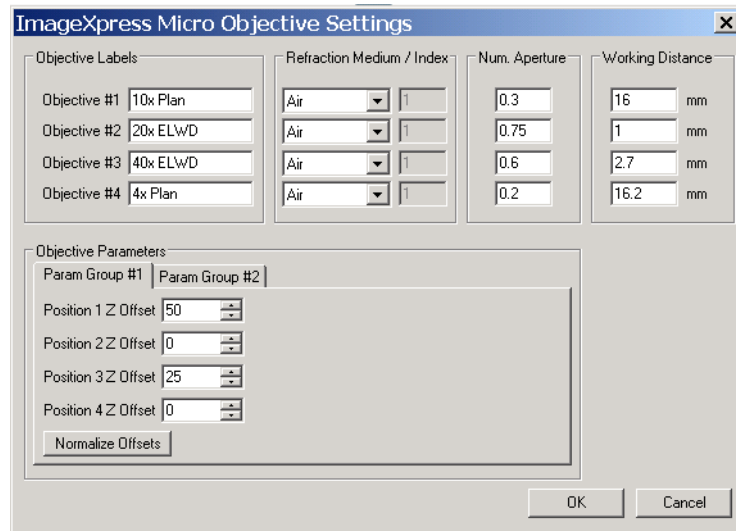 ImageXpress Micro Objective Settings
Objective Labels Refraction Medium / Index Num. Aperture Working Distance
Objective #1 10x Plan Air 1 0.3 16 mm
Objective #2 20x ELWD Air 1 0.75 1 mm
Objective #3 40x ELWD Air 1 0.6 2.7 mm
Objective #4 4x Plan Air 1 0.2 16.2 mm
Objective Parameters
Param Group #1 Param Group #2
Position 1 Z Offset 50
Position 2 Z Offset 0
Position 3 Z Offset 25
Position 4 Z Offset 0
Normalize Offsets
OK Cancel